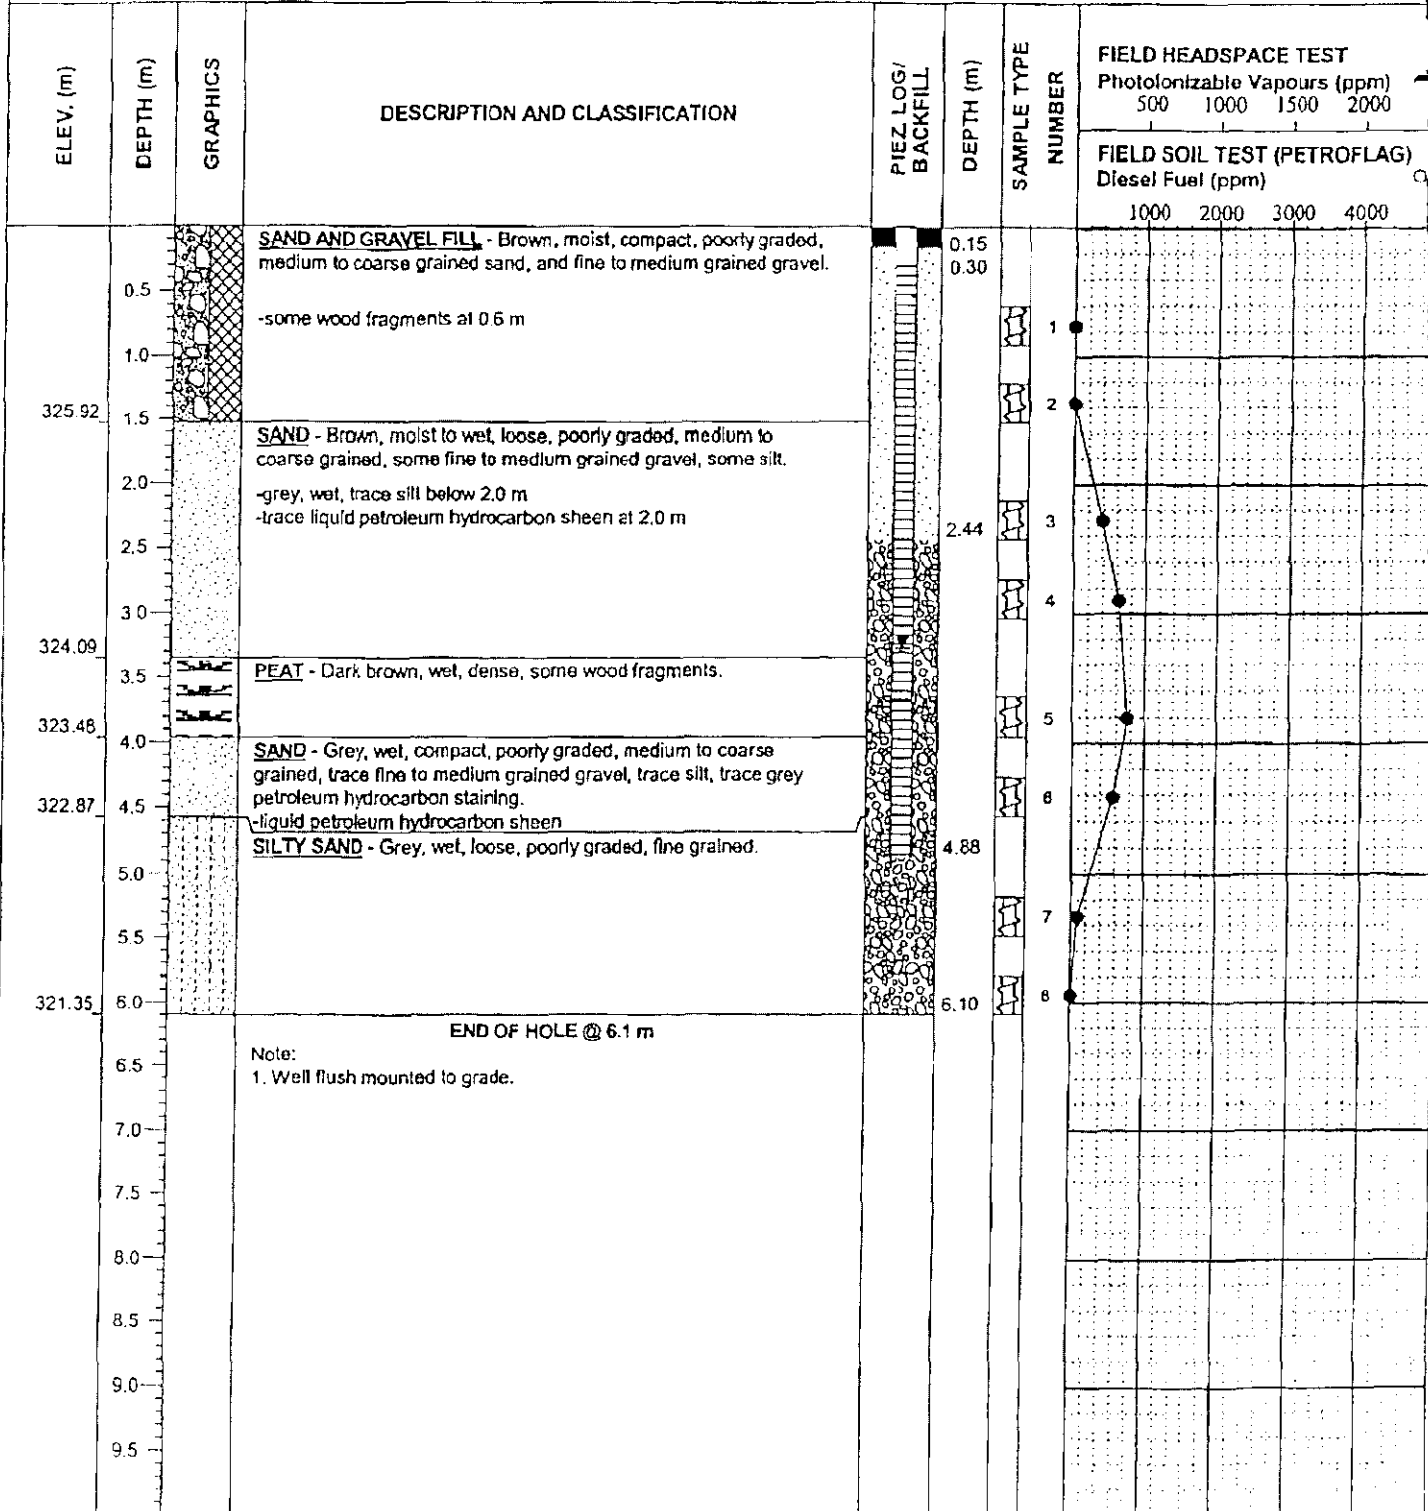 ELEV. (m)
DEPTH (m)
GRAPHICS
DESCRIPTION AND CLASSIFICATION
PIEZ LOG/
BACKFILL
DEPTH (m)
SAMPLE TYPE
NUMBER
FIELD HEADSPACE TEST
Photoionizable Vapours (ppm)
500 1000 1500 2000
FIELD SOIL TEST (PETROFLAG)
Diesel Fuel (ppm)
1000 2000 3000 4000
SAND AND GRAVEL FILL - Brown, moist, compact, poorly graded,
medium to coarse grained sand, and fine to medium grained gravel.
0.15
0.30
0.5
-some wood fragments at 0.6 m
1
1.0
2
325.92
1.5
SAND - Brown, moist to wet, loose, poorly graded, medium to
coarse grained, some fine to medium grained gravel, some silt.
2.0
-grey, wet, trace silt below 2.0 m
-trace liquid petroleum hydrocarbon sheen at 2.0 m
2.44
3
2.5
4
3.0
324.09
3.5
PEAT - Dark brown, wet, dense, some wood fragments.
323.48
5
4.0
SAND - Grey, wet, compact, poorly graded, medium to coarse
grained, trace fine to medium grained gravel, trace silt, trace grey
petroleum hydrocarbon staining.
-liquid petroleum hydrocarbon sheen
6
322.87
4.5
SILTY SAND - Grey, wet, loose, poorly graded, fine grained.
4.88
5.0
7
5.5
8
321.35
6.0
6.10
END OF HOLE @ 6.1 m
Note:
1. Well flush mounted to grade.
6.5
7.0
7.5
8.0
8.5
9.0
9.5